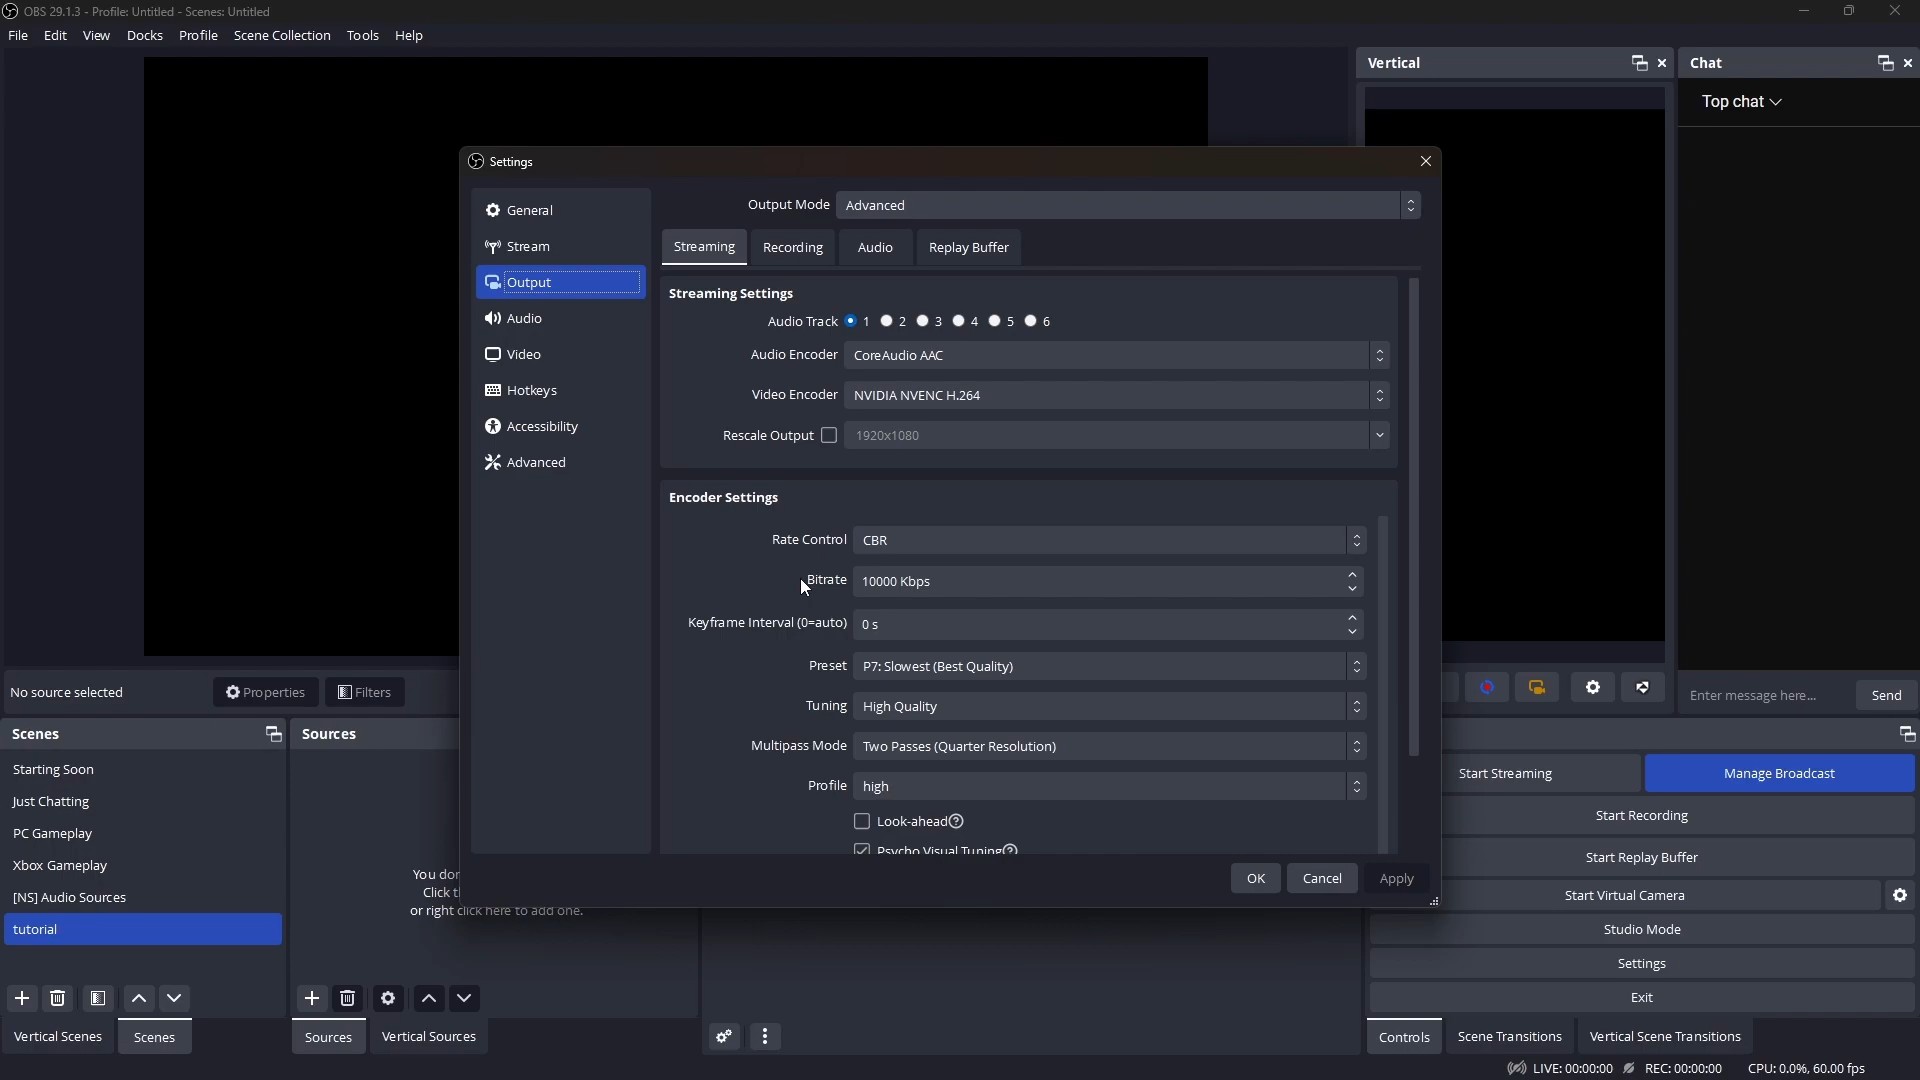 OBS 29.1.3 - Profile: Untitled - Scenes: Untitled
File Edit View Docks Profile Scene Collection Tools Help
Vertical
Chat
Top chat
Settings
General
Stream
Output
Audio
Video
Hotkeys
Accessibility
Advanced
Output Mode Advanced
Streaming Recording Audio Replay Buffer
Streaming Settings
Audio Track 1 2 3 4 5 6
Audio Encoder CoreAudio AAC
Video Encoder NVIDIA NVENC H.264
Rescale Output 1920x1080
Encoder Settings
Rate Control CBR
Bitrate 10000 Kbps
Keyframe Interval (0=auto) 0 s
Preset P7: Slowest (Best Quality)
Tuning High Quality
Multipass Mode Two Passes (Quarter Resolution)
Profile high
Look-ahead
Psycho Visual Tuning
OK Cancel Apply
No source selected Properties Filters
Enter message here... Send
Scenes
Starting Soon
Just Chatting
PC Gameplay
Xbox Gameplay
[NS] Audio Sources
tutorial
Vertical Scenes Scenes
Sources
You don
Click t
or right click here to add one.
Sources Vertical Sources
Start Streaming Manage Broadcast
Start Recording
Start Replay Buffer
Start Virtual Camera
Studio Mode
Settings
Exit
Controls Scene Transitions Vertical Scene Transitions
LIVE: 00:00:00 REC: 00:00:00 CPU: 0.0%, 60.00 fps